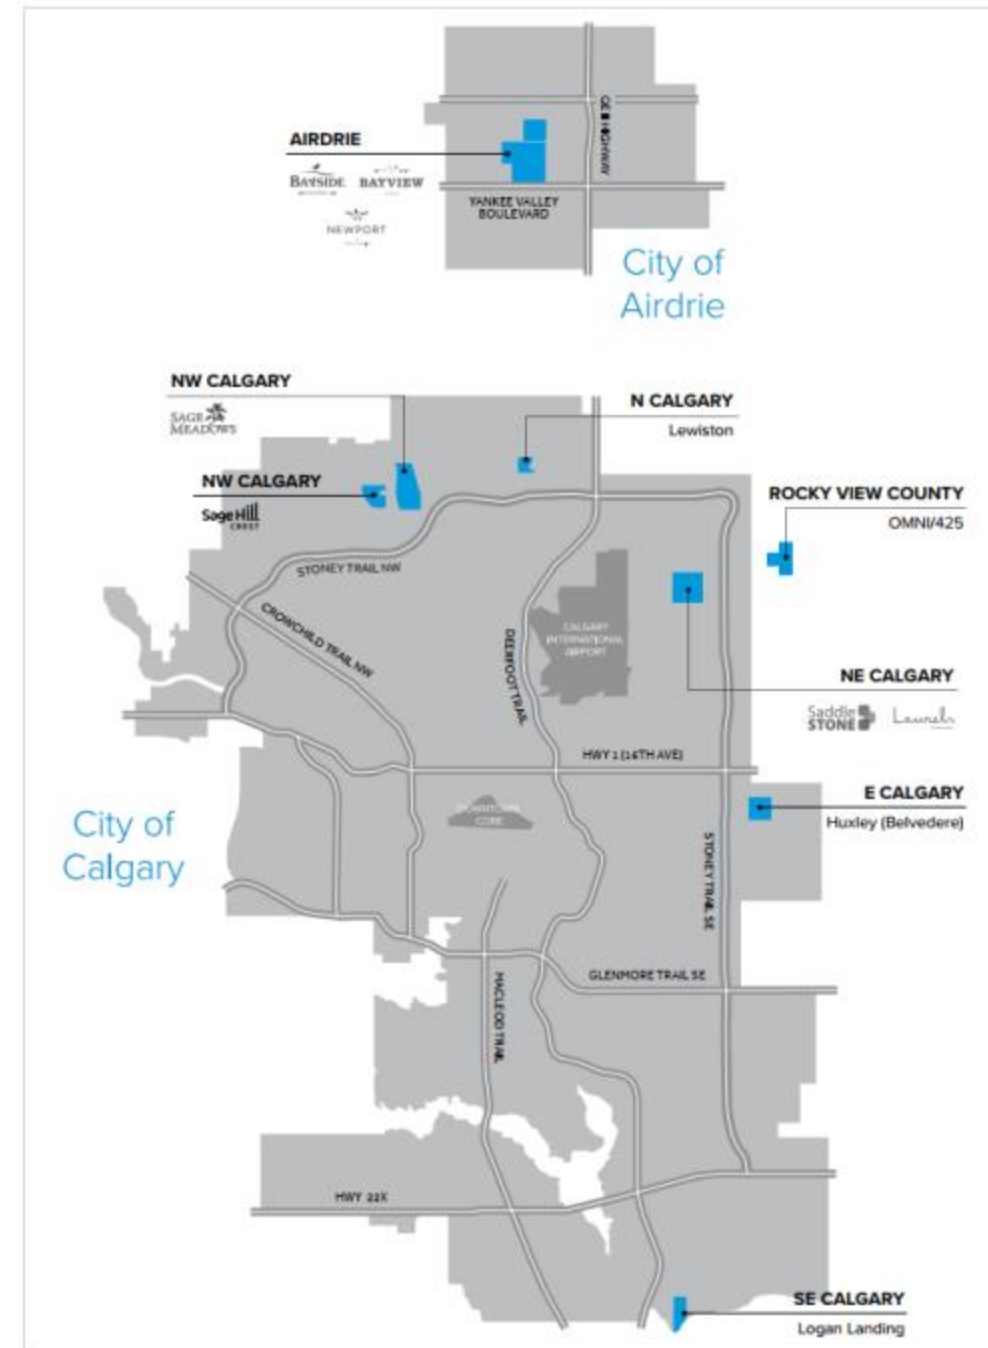 AIRDRIE
BAYSIDE
BAYVIEW
NEWPORT
QE II HIGHWAY
YANKEE VALLEY
BOULEVARD
City of
Airdrie
NW CALGARY
SAGE
MEADOWS
N CALGARY
Lewiston
NW CALGARY
Sage Hill
CREST
ROCKY VIEW COUNTY
OMNI/425
STONEY TRAIL NW
CROWCHILD TRAIL NW
DEERFOOT TRAIL
CALGARY
INTERNATIONAL
AIRPORT
NE CALGARY
Saddle
STONE
Laurels
HWY 1 (16TH AVE)
E CALGARY
Huxley (Belvedere)
DOWNTOWN
CORE
City of
Calgary
STONEY TRAIL SE
GLENMORE TRAIL SE
MACLEOD TRAIL
HWY 22X
SE CALGARY
Logan Landing